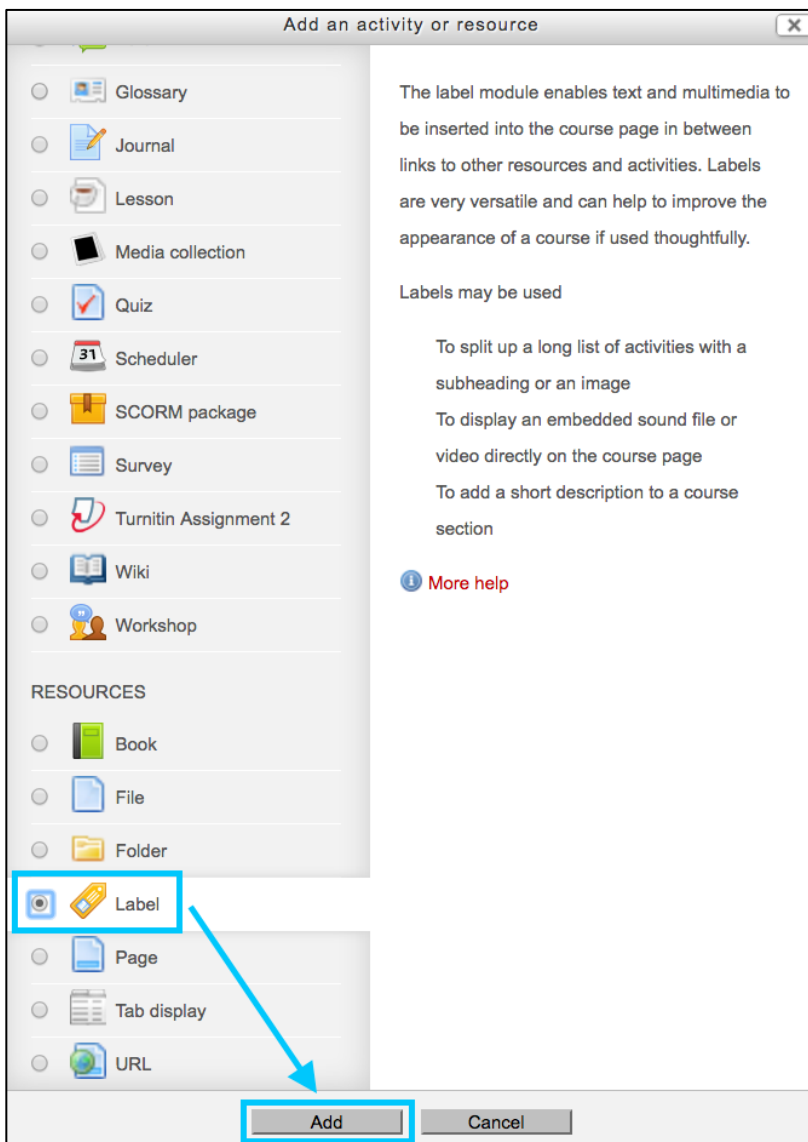 Add an activity or resource
Glossary
Journal
Lesson
Media collection
Quiz
31 Scheduler
SCORM package
Survey
Turnitin Assignment 2
Wiki
Workshop
RESOURCES
Book
File
Folder
Label
Page
Tab display
URL
The label module enables text and multimedia to
be inserted into the course page in between
links to other resources and activities. Labels
are very versatile and can help to improve the
appearance of a course if used thoughtfully.
Labels may be used
To split up a long list of activities with a
subheading or an image
To display an embedded sound file or
video directly on the course page
To add a short description to a course
section
More help
Add
Cancel